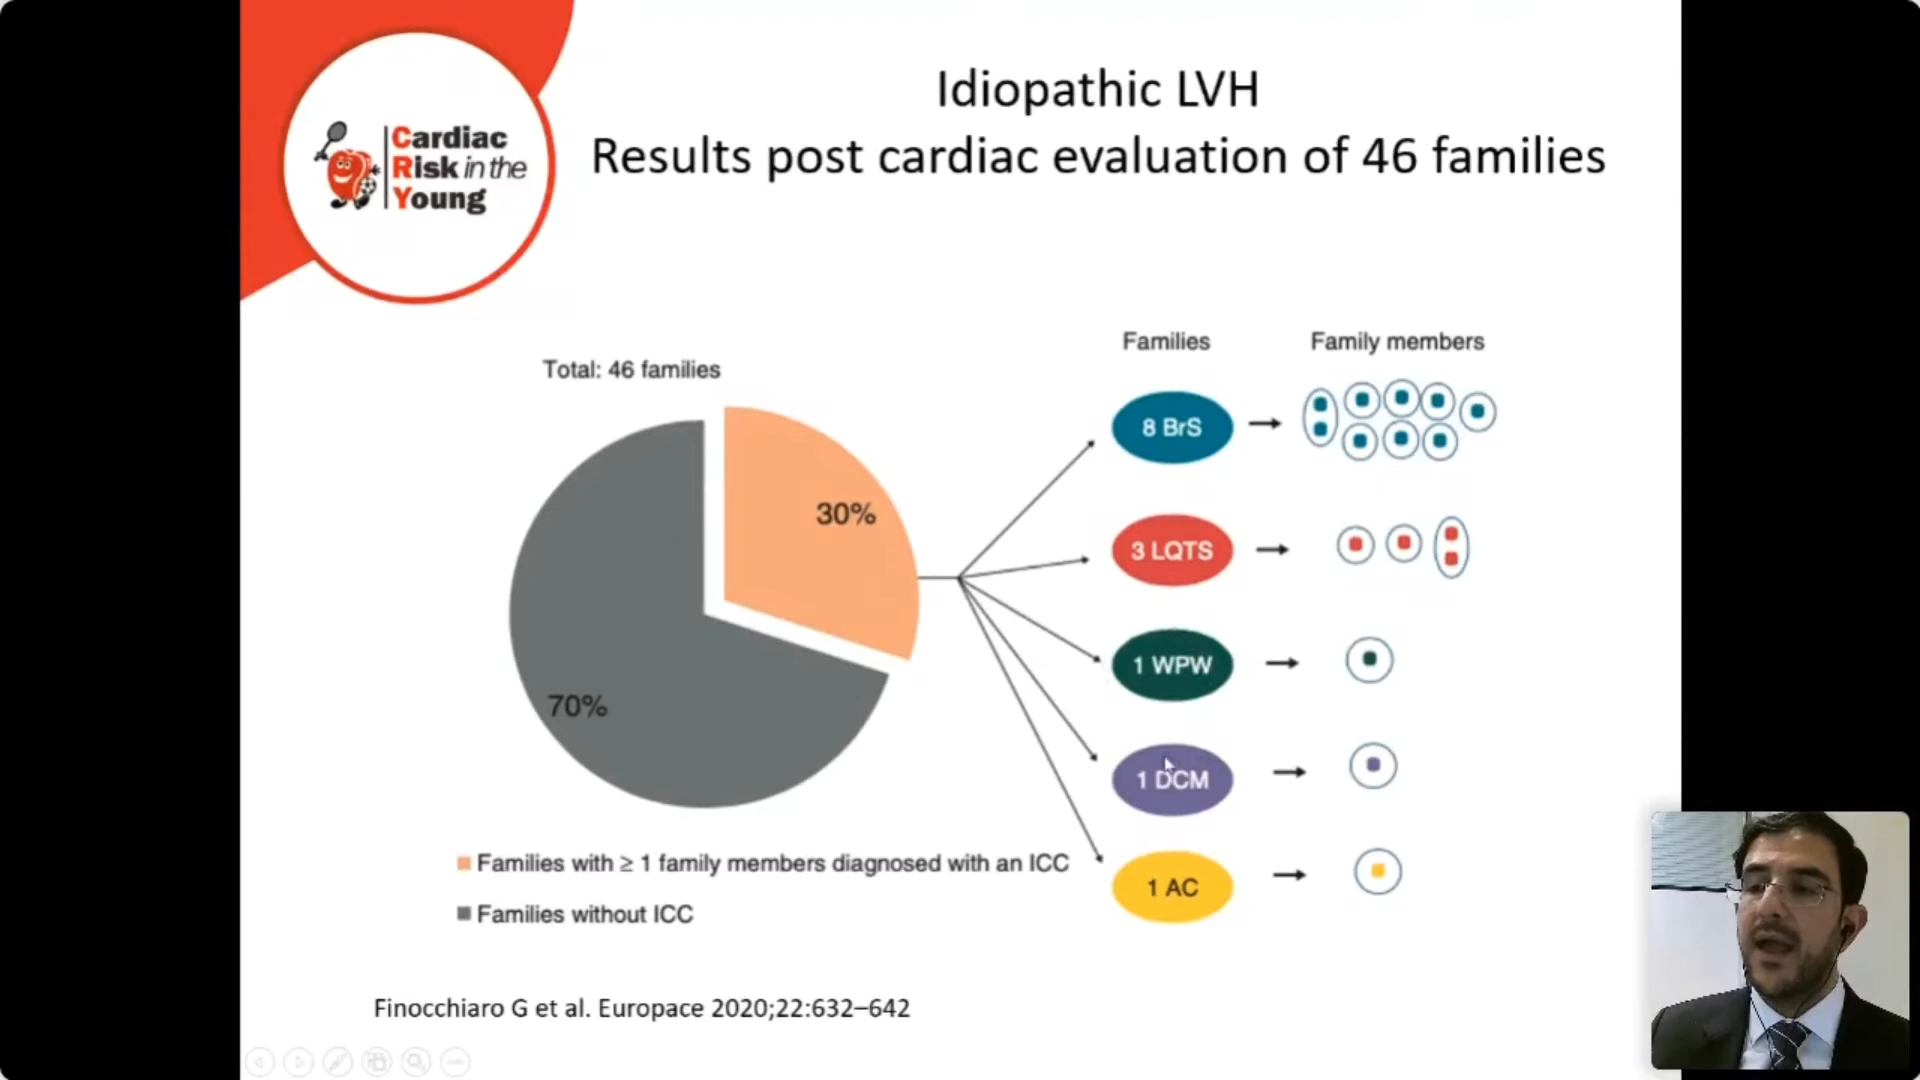 Cardiac
Risk in the
Young
Idiopathic LVH
Results post cardiac evaluation of 46 families
Total: 46 families
30%
70%
Families with ≥ 1 family members diagnosed with an ICC
Families without ICC
Families
Family members
8 BrS
3 LQTS
1 WPW
1 DCM
1 AC
Finocchiaro G et al. Europace 2020;22:632–642